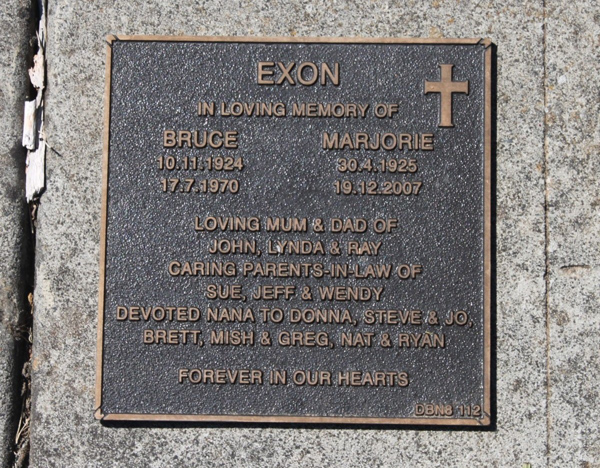 EXON
IN LOVING MEMORY OF
BRUCE MARJORIE
10.11.1924 30.4.1925
17.7.1970 19.12.2007
LOVING MUM & DAD OF
JOHN, LYNDA & RAY
CARING PARENTS-IN-LAW OF
SUE, JEFF & WENDY
DEVOTED NANA TO DONNA, STEVE & JO,
BRETT, MISH & GREG, NAT & RYAN
FOREVER IN OUR HEARTS
DBN8 112